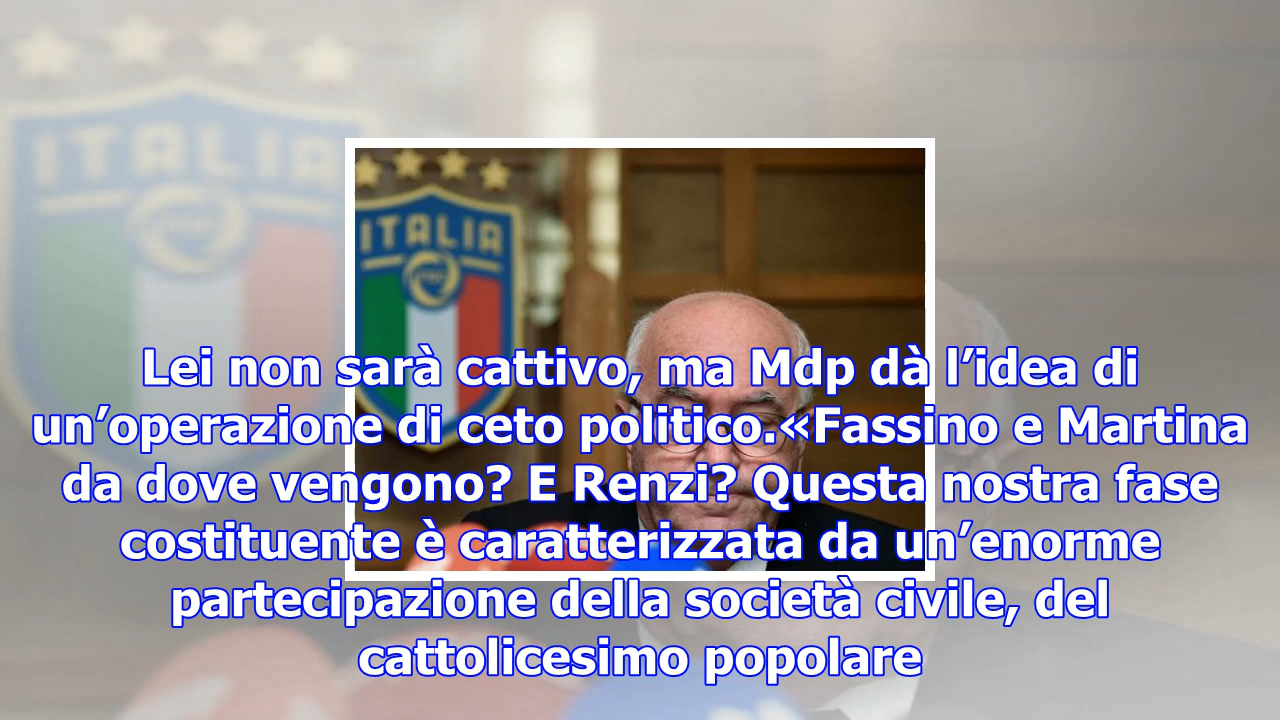 ITALIA
ITALIA
Lei non sarà cattivo, ma Mdp dà l’idea di
un’operazione di ceto politico.«Fassino e Martina
da dove vengono? E Renzi? Questa nostra fase
costituente è caratterizzata da un’enorme
partecipazione della società civile, del
cattolicesimo popolare